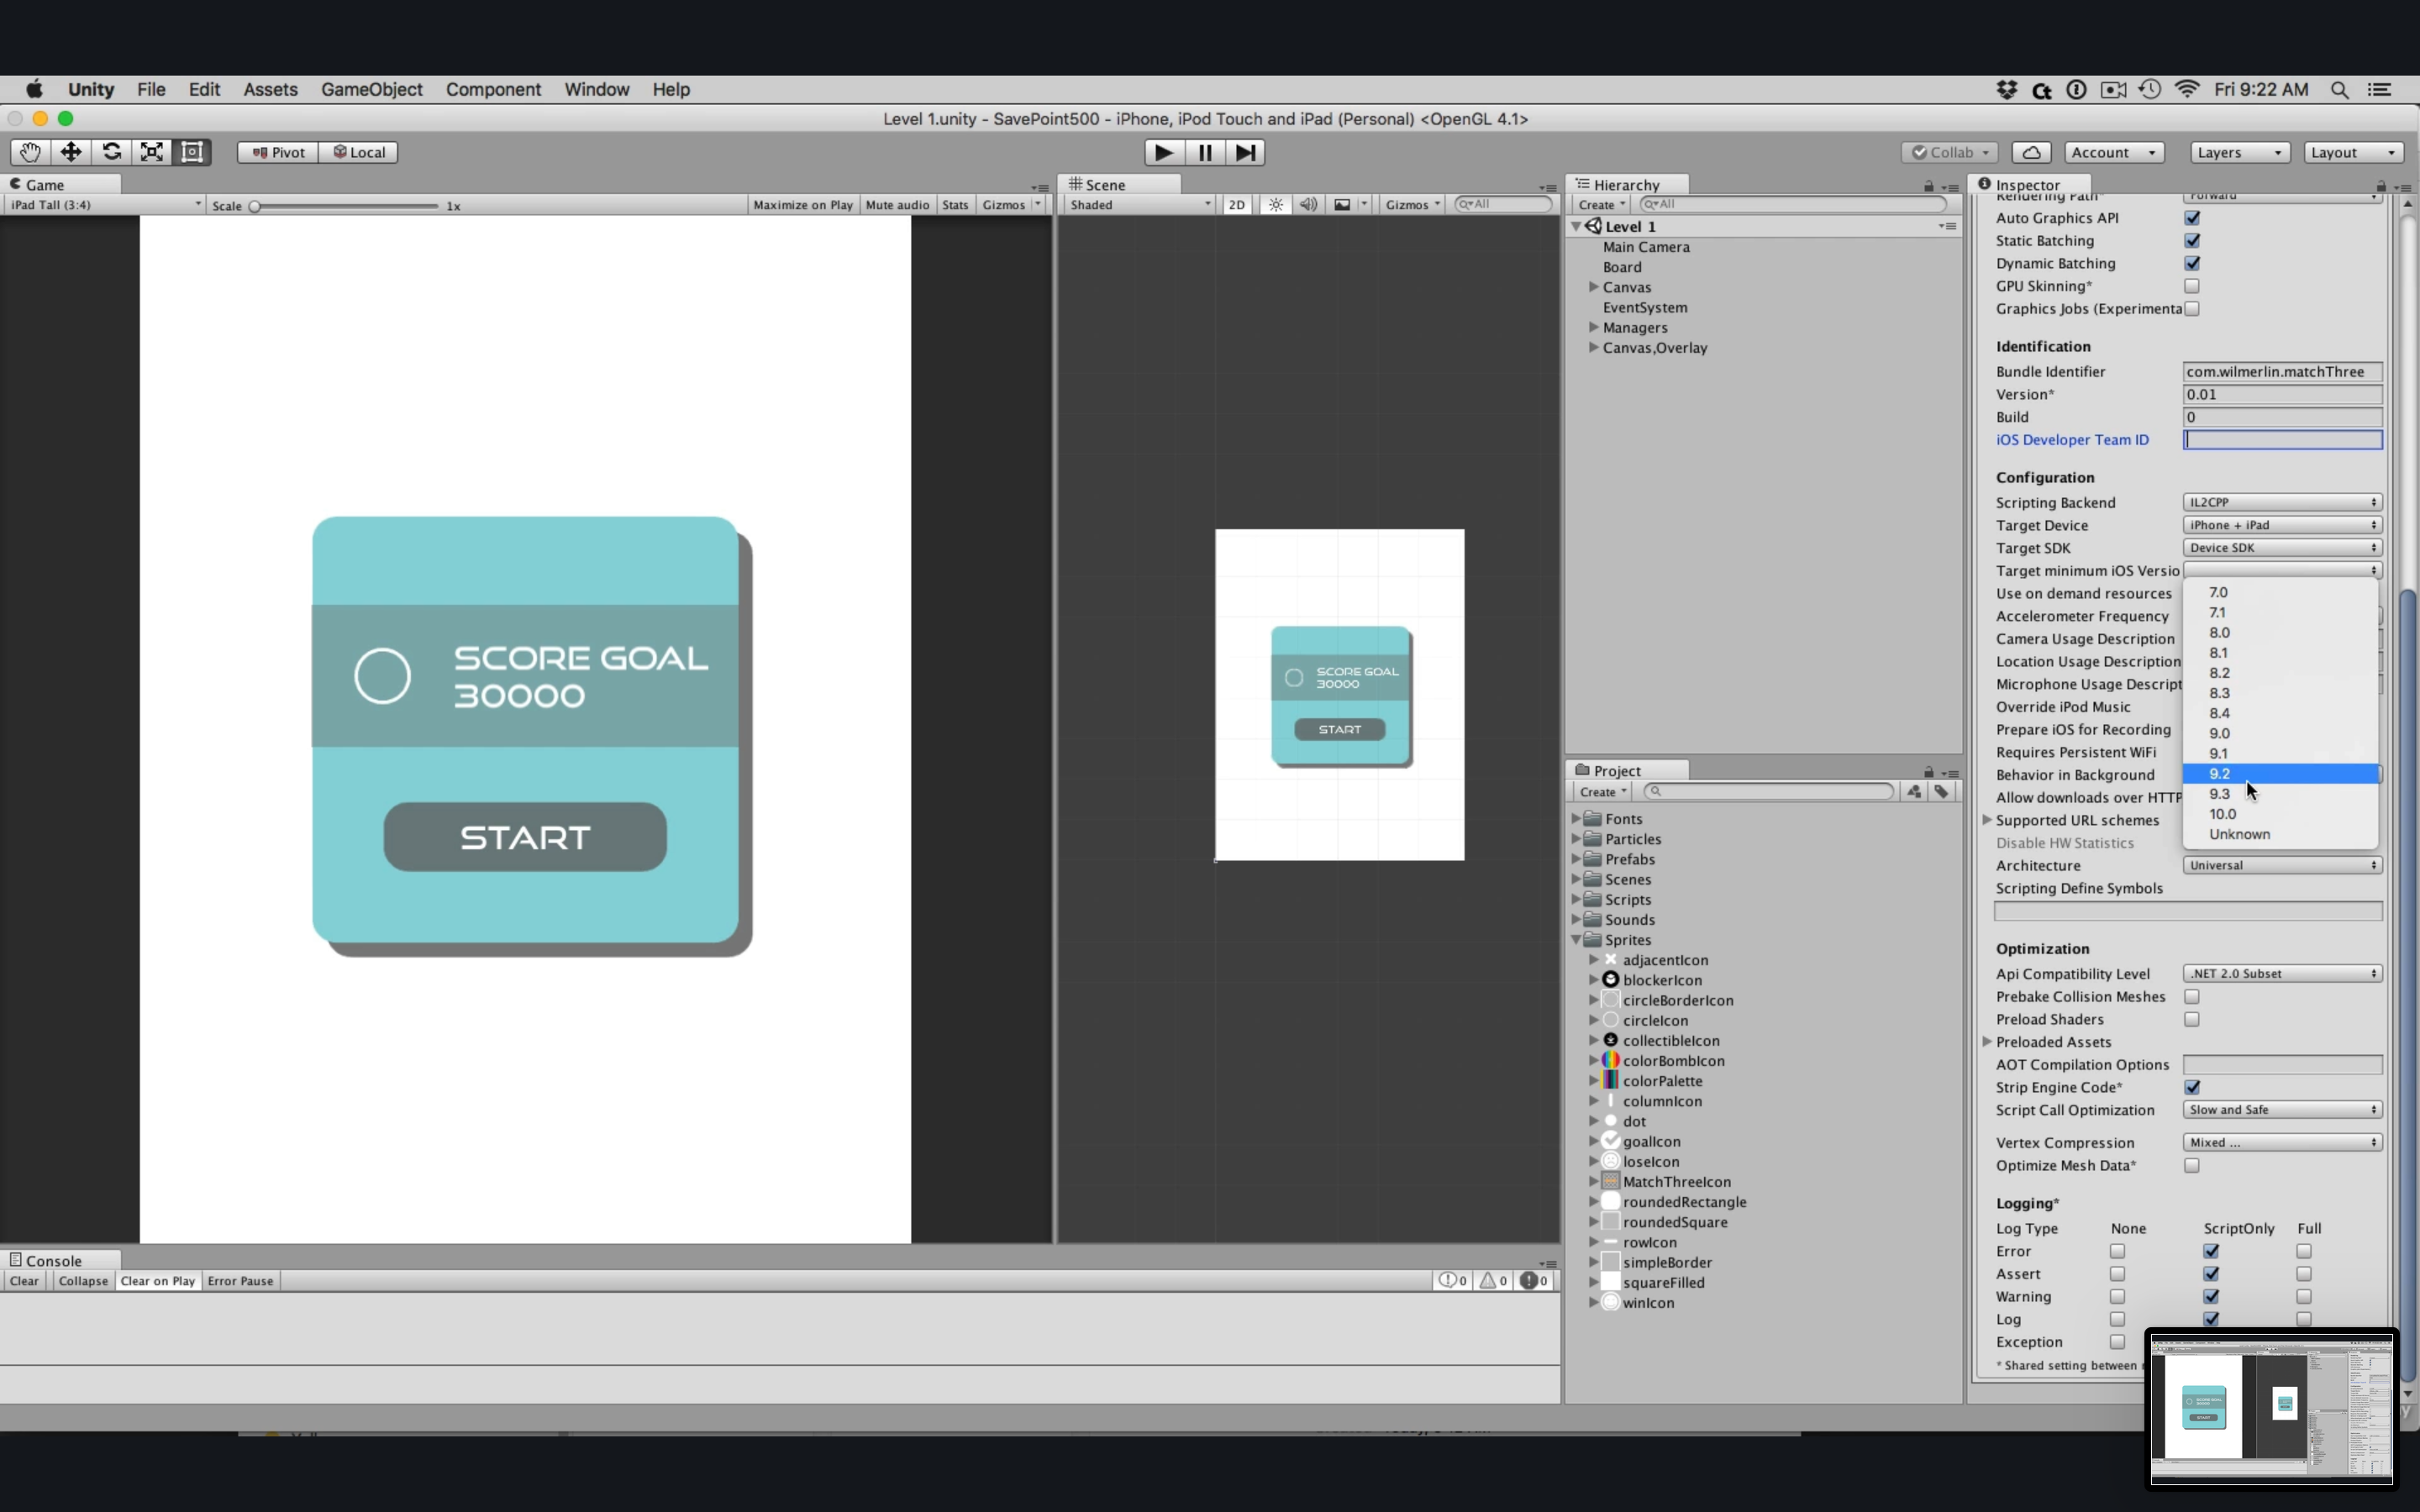 Unity File Edit Assets GameObject Component Window Help
Fri 9:22 AM
Level 1.unity - SavePoint500 - iPhone, iPod Touch and iPad (Personal) <OpenGL 4.1>
Pivot Local
Collab Account Layers Layout
Game
iPad Tall (3:4) Scale 1x Maximize on Play Mute audio Stats Gizmos
SCORE GOAL
30000
START
Scene
Shaded 2D Gizmos All
SCORE GOAL
30000
START
Console
Clear Collapse Clear on Play Error Pause 0 0 0
Hierarchy
Create All
Level 1
Main Camera
Board
Canvas
EventSystem
Managers
Canvas,Overlay
Project
Create
Fonts
Particles
Prefabs
Scenes
Scripts
Sounds
Sprites
adjacentIcon
blockerIcon
circleBorderIcon
circleIcon
collectibleIcon
colorBombIcon
colorPalette
columnIcon
dot
goalIcon
loseIcon
MatchThreeIcon
roundedRectangle
roundedSquare
rowIcon
simpleBorder
squareFilled
winIcon
Inspector
Rendering Path* Forward
Auto Graphics API
Static Batching
Dynamic Batching
GPU Skinning*
Graphics Jobs (Experimenta
Identification
Bundle Identifier com.wilmerlin.matchThree
Version* 0.01
Build 0
iOS Developer Team ID
Configuration
Scripting Backend IL2CPP
Target Device iPhone + iPad
Target SDK Device SDK
Target minimum iOS Versio
Use on demand resources
Accelerometer Frequency
Camera Usage Description
Location Usage Description
Microphone Usage Descript
Override iPod Music
Prepare iOS for Recording
Requires Persistent WiFi
Behavior in Background
Allow downloads over HTTP
Supported URL schemes
Disable HW Statistics
7.0
7.1
8.0
8.1
8.2
8.3
8.4
9.0
9.1
9.2
9.3
10.0
Unknown
Architecture Universal
Scripting Define Symbols
Optimization
Api Compatibility Level .NET 2.0 Subset
Prebake Collision Meshes
Preload Shaders
Preloaded Assets
AOT Compilation Options
Strip Engine Code*
Script Call Optimization Slow and Safe
Vertex Compression Mixed ...
Optimize Mesh Data*
Logging*
Log Type None ScriptOnly Full
Error
Assert
Warning
Log
Exception
* Shared setting between
SCORE GOAL
30000
START